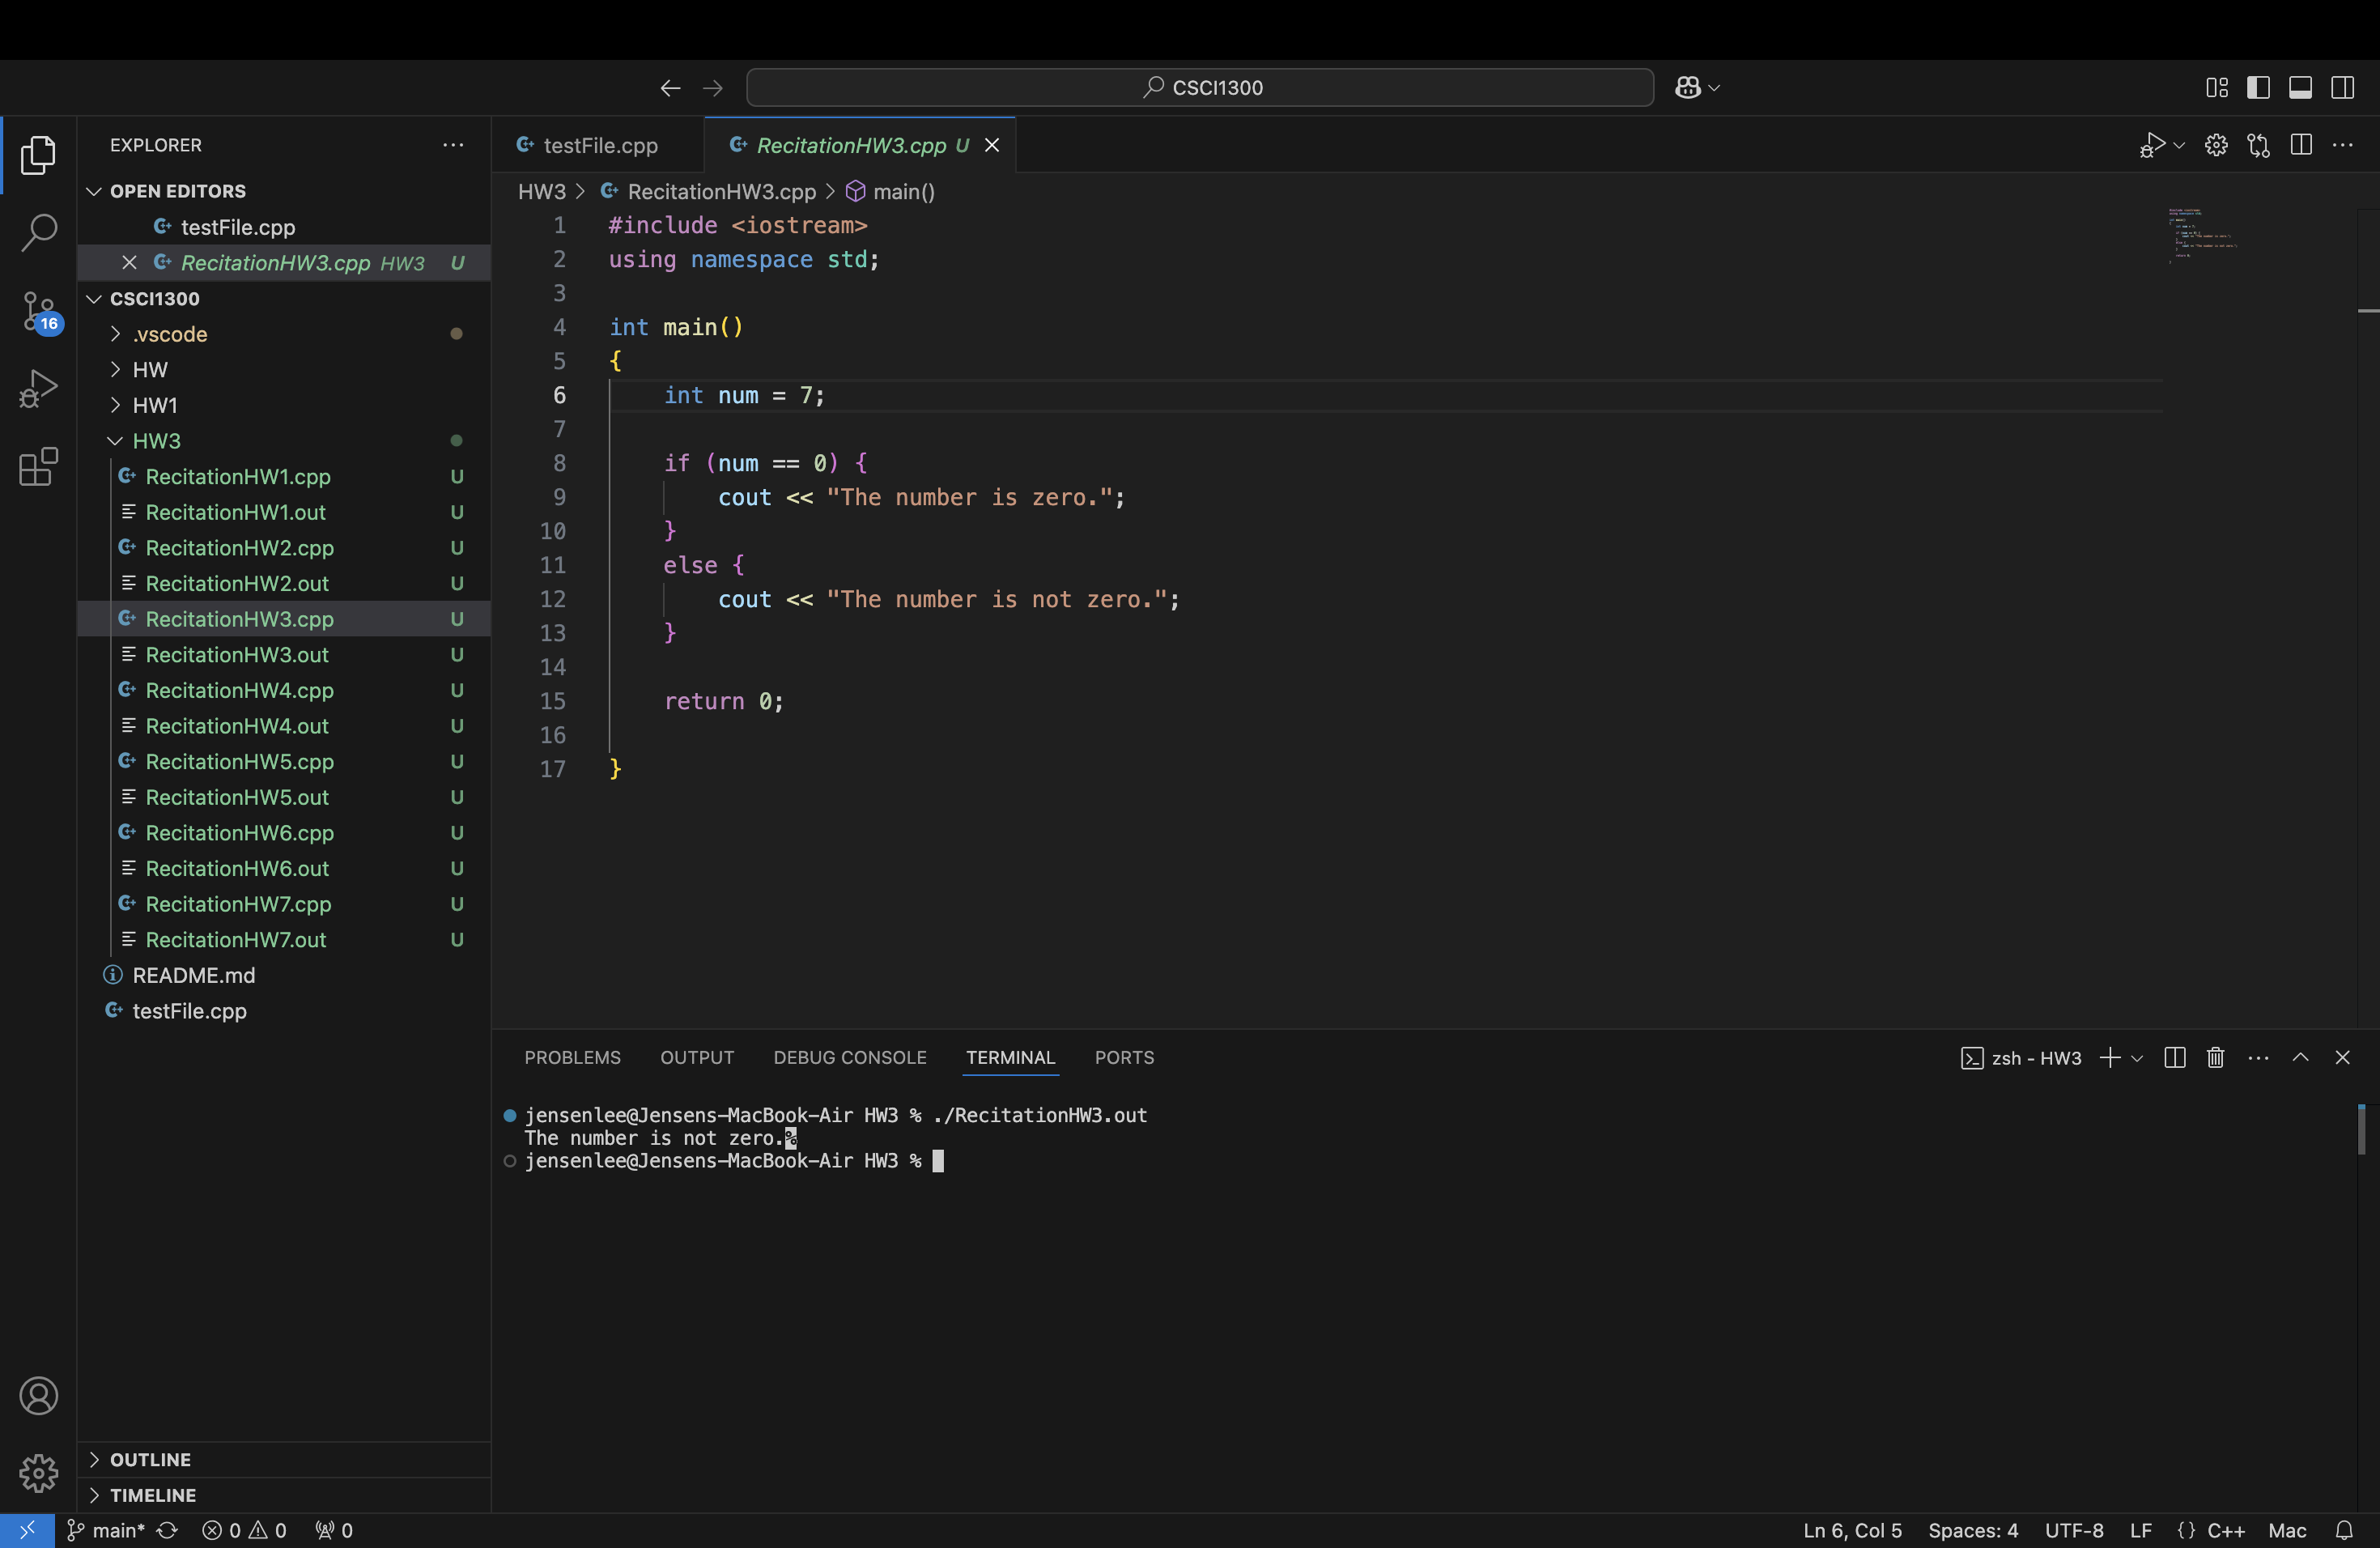 CSCI1300
EXPLORER
OPEN EDITORS
testFile.cpp
RecitationHW3.cpp HW3 U
CSCI1300
.vscode
HW
HW1
HW3
RecitationHW1.cpp U
RecitationHW1.out U
RecitationHW2.cpp U
RecitationHW2.out U
RecitationHW3.cpp U
RecitationHW3.out U
RecitationHW4.cpp U
RecitationHW4.out U
RecitationHW5.cpp U
RecitationHW5.out U
RecitationHW6.cpp U
RecitationHW6.out U
RecitationHW7.cpp U
RecitationHW7.out U
README.md
testFile.cpp
OUTLINE
TIMELINE
16
testFile.cpp RecitationHW3.cpp U
HW3 > RecitationHW3.cpp > main()
1 #include <iostream>
2 using namespace std;
3
4 int main()
5 {
6 int num = 7;
7
8 if (num == 0) {
9 cout << "The number is zero.";
10 }
11 else {
12 cout << "The number is not zero.";
13 }
14
15 return 0;
16
17 }
PROBLEMS OUTPUT DEBUG CONSOLE TERMINAL PORTS
zsh - HW3
jensenlee@Jensens-MacBook-Air HW3 % ./RecitationHW3.out
The number is not zero.%
jensenlee@Jensens-MacBook-Air HW3 %
main* 0 0 0
Ln 6, Col 5 Spaces: 4 UTF-8 LF {} C++ Mac